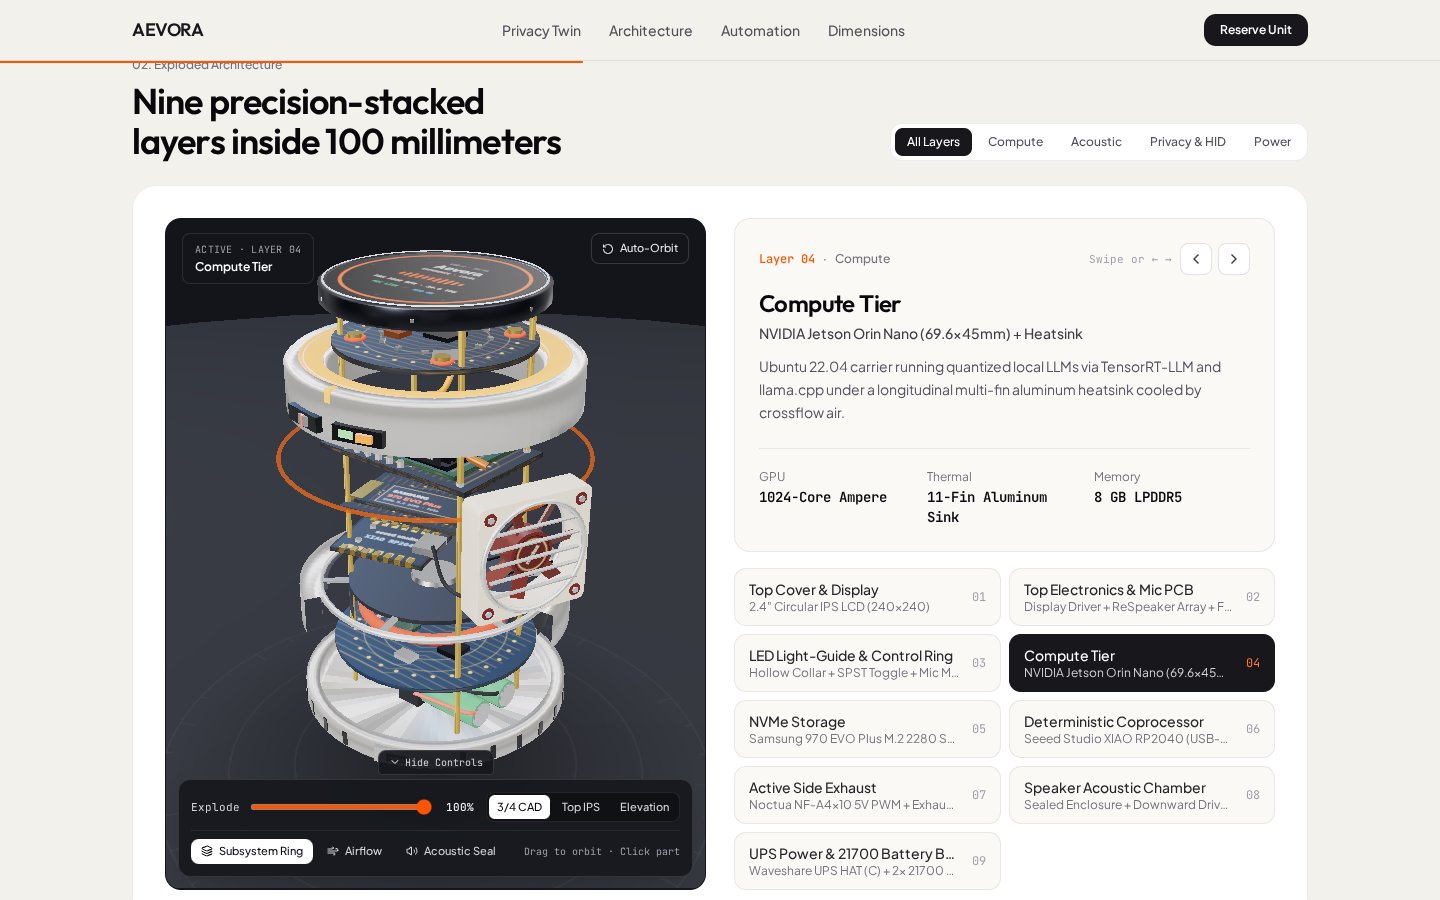 AEVORA
Privacy Twin
Architecture
Automation
Dimensions
Reserve Unit
02. Exploded Architecture
Nine precision-stacked
layers inside 100 millimeters
All Layers
Compute
Acoustic
Privacy & HID
Power
ACTIVE · LAYER 04
Compute Tier
Auto-Orbit
Aevora
SAMSUNG
970 EVO Plus
XIAO RP2040
Hide Controls
Explode
100%
3/4 CAD
Top IPS
Elevation
Subsystem Ring
Airflow
Acoustic Seal
Drag to orbit · Click part
Layer 04 · Compute
Swipe or ← →
Compute Tier
NVIDIA Jetson Orin Nano (69.6×45mm) + Heatsink
Ubuntu 22.04 carrier running quantized local LLMs via TensorRT-LLM and
llama.cpp under a longitudinal multi-fin aluminum heatsink cooled by
crossflow air.
GPU
1024-Core Ampere
Thermal
11-Fin Aluminum
Sink
Memory
8 GB LPDDR5
Top Cover & Display
2.4" Circular IPS LCD (240×240)
01
Top Electronics & Mic PCB
Display Driver + ReSpeaker Array + F...
02
LED Light-Guide & Control Ring
Hollow Collar + SPST Toggle + Mic M...
03
Compute Tier
NVIDIA Jetson Orin Nano (69.6×45...
04
NVMe Storage
Samsung 970 EVO Plus M.2 2280 S...
05
Deterministic Coprocessor
Seeed Studio XIAO RP2040 (USB-...
06
Active Side Exhaust
Noctua NF-A4×10 5V PWM + Exhau...
07
Speaker Acoustic Chamber
Sealed Enclosure + Downward Driv...
08
UPS Power & 21700 Battery B...
Waveshare UPS HAT (C) + 2× 21700 ...
09